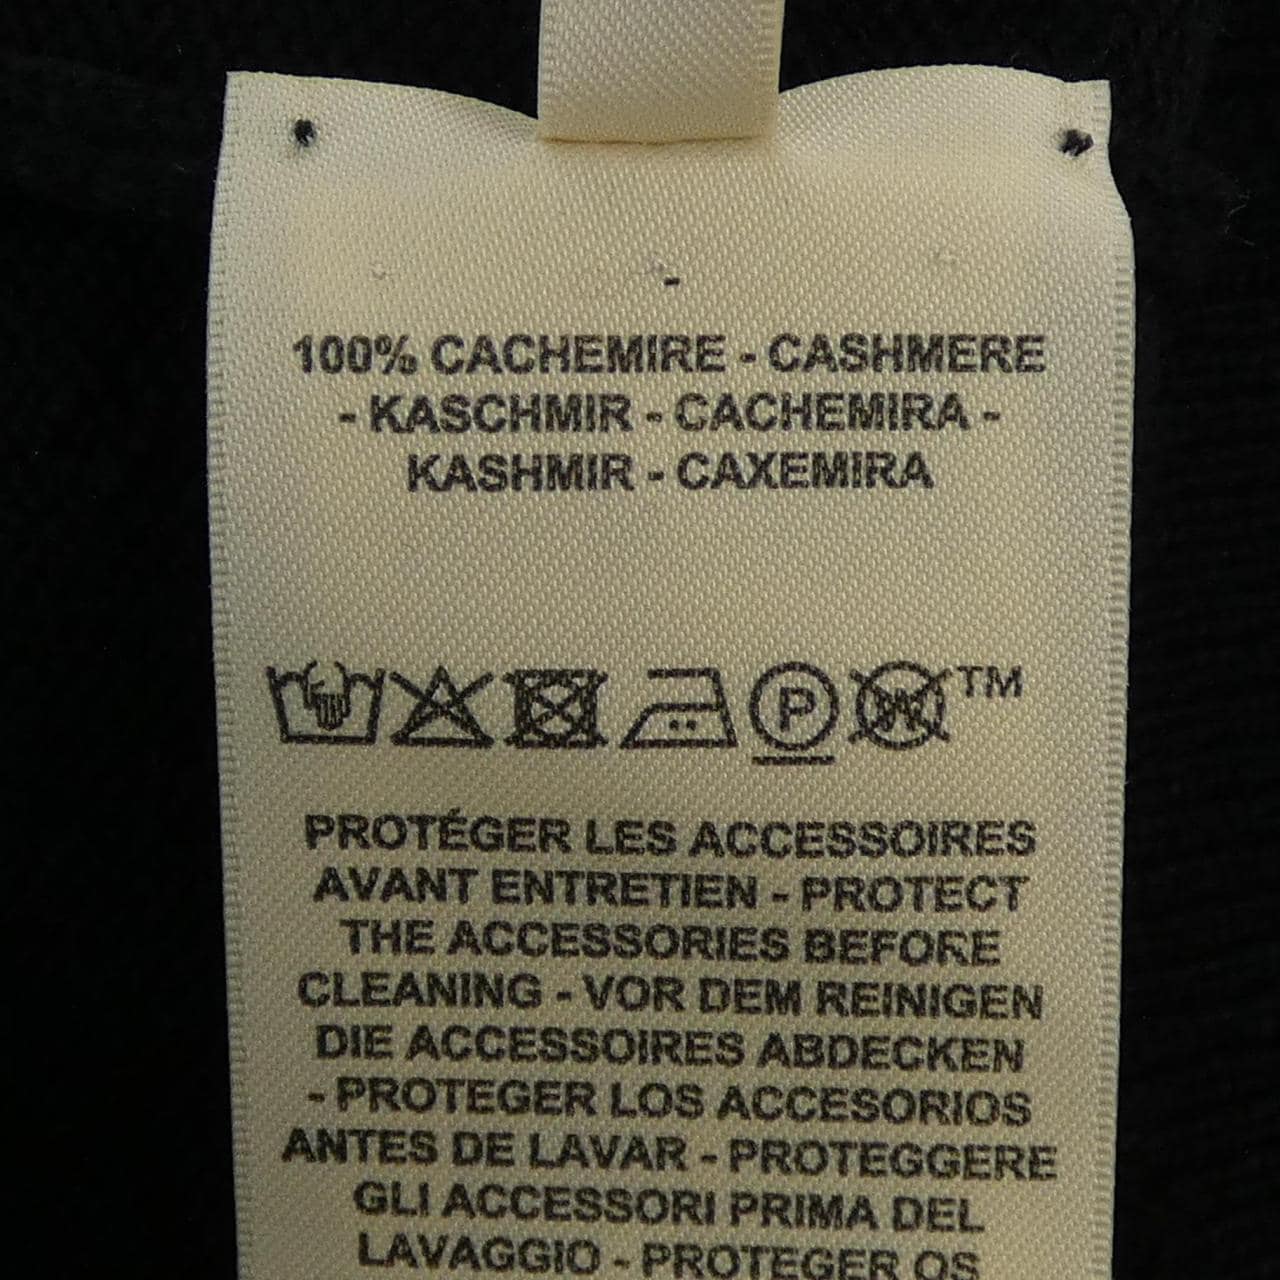 -
100% CACHEMIRE - CASHMERE
- KASCHMIR - CACHEMIRA -
KASHMIR - CAXEMIRA
P W TM
PROTÉGER LES ACCESSOIRES
AVANT ENTRETIEN - PROTECT
THE ACCESSORIES BEFORE
CLEANING - VOR DEM REINIGEN
DIE ACCESSOIRES ABDECKEN
- PROTEGER LOS ACCESORIOS
ANTES DE LAVAR - PROTEGGERE
GLI ACCESSORI PRIMA DEL
LAVAGGIO - PROTEGER OS